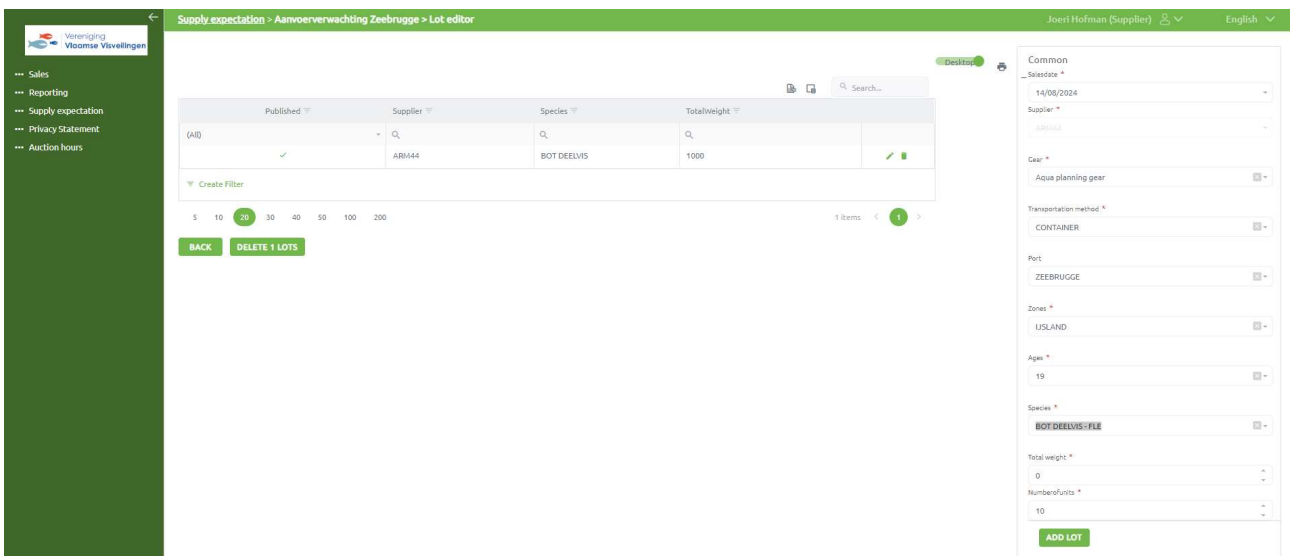 Supply expectation > Aanvoerverwachting Zeebrugge > Lot editor
Joeri Hofman (Supplier)
English
Vereniging
Vlaamse Visveilingen
Sales
Reporting
Supply expectation
Privacy Statement
Auction hours
Desktop
Search...
Published
Supplier
Species
TotalWeight
(All)
ARM44
BOT DEELVIS
1000
Create Filter
5 10 20 30 40 50 100 200
1 items
1
BACK
DELETE 1 LOTS
Common
Salesdate *
14/08/2024
Supplier *
ARM44
Gear *
Aqua planning gear
Transportation method *
CONTAINER
Port
ZEEBRUGGE
Zones *
IJSLAND
Ages *
19
Species *
BOT DEELVIS - FLE
Total weight *
0
Numberofunits *
10
ADD LOT